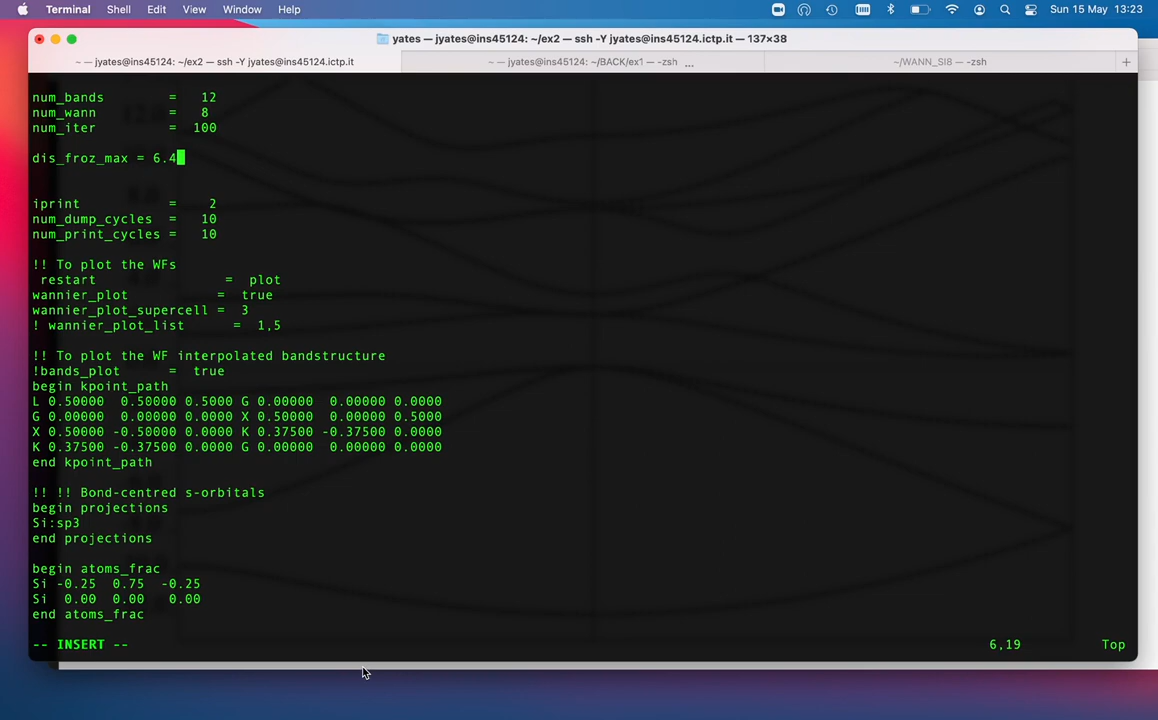 Terminal Shell Edit View Window Help Sun 15 May 13:23
yates — jyates@ins45124: ~/ex2 — ssh -Y jyates@ins45124.ictp.it — 137×38
~ — jyates@ins45124: ~/ex2 — ssh -Y jyates@ins45124.ictp.it ~ — jyates@ins45124: ~/BACK/ex1 — -zsh ... ~/WANN_SI8 — -zsh +
num_bands = 12
num_wann = 8
num_iter = 100
dis_froz_max = 6.4
iprint = 2
num_dump_cycles = 10
num_print_cycles = 10
!! To plot the WFs
restart = plot
wannier_plot = true
wannier_plot_supercell = 3
! wannier_plot_list = 1,5
!! To plot the WF interpolated bandstructure
!bands_plot = true
begin kpoint_path
L 0.50000 0.50000 0.5000 G 0.00000 0.00000 0.0000
G 0.00000 0.00000 0.0000 X 0.50000 0.00000 0.5000
X 0.50000 -0.50000 0.0000 K 0.37500 -0.37500 0.0000
K 0.37500 -0.37500 0.0000 G 0.00000 0.00000 0.0000
end kpoint_path
!! !! Bond-centred s-orbitals
begin projections
Si:sp3
end projections
begin atoms_frac
Si -0.25 0.75 -0.25
Si 0.00 0.00 0.00
end atoms_frac
-- INSERT -- 6,19 Top